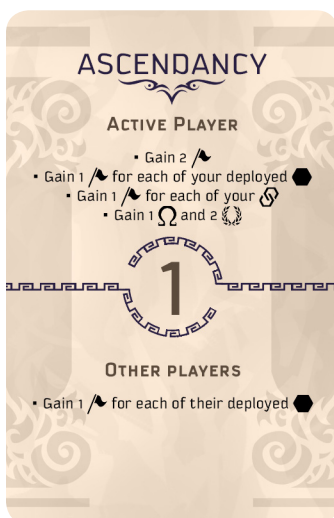 ASCENDANCY
ACTIVE PLAYER
▪ Gain 2
▪ Gain 1 for each of your deployed
▪ Gain 1 for each of your
▪ Gain 1 Ω and 2
1
OTHER PLAYERS
▪ Gain 1 for each of their deployed